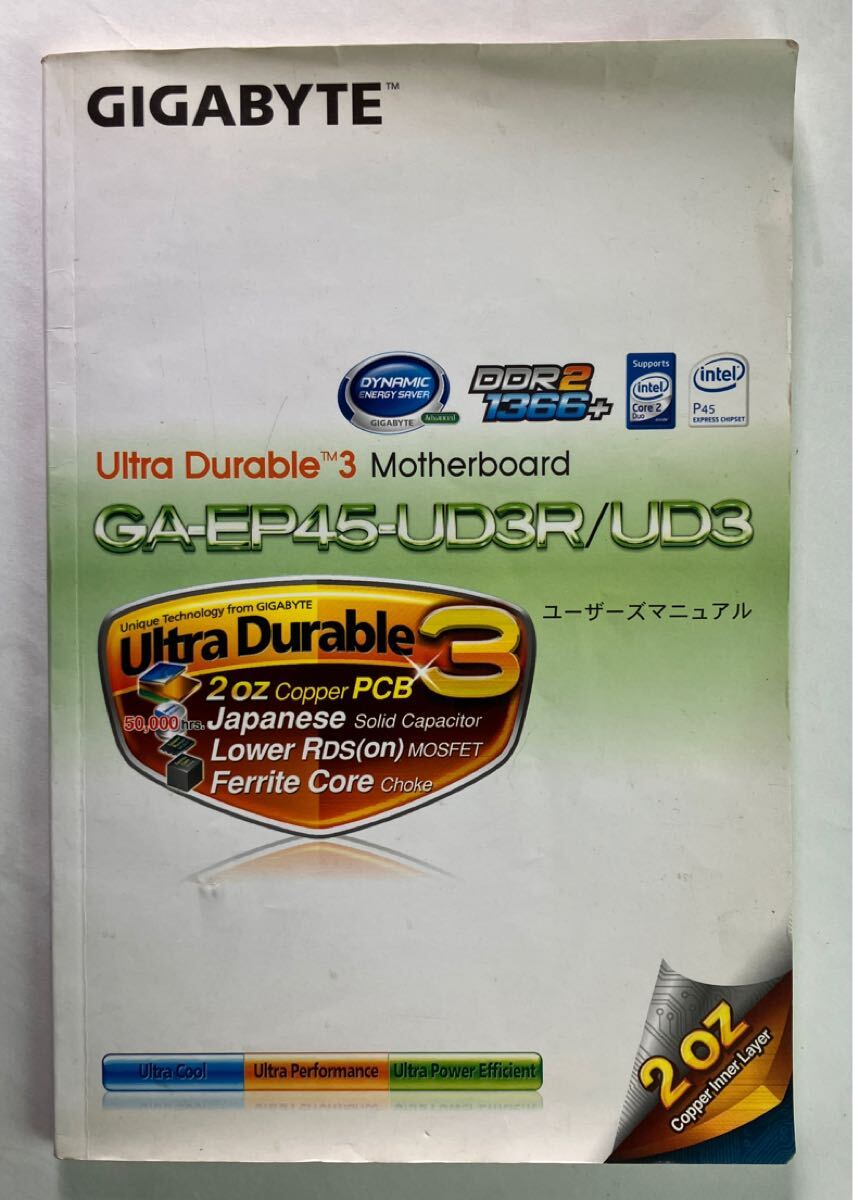 GIGABYTE™
DYNAMIC
ENERGY SAVER
GIGABYTE Advanced
DDR2
1366+
Supports
intel
Core 2
Duo
inside
intel
P45
EXPRESS CHIPSET
Ultra Durable™3 Motherboard
GA-EP45-UD3R/UD3
ユーザーズマニュアル
Unique Technology from GIGABYTE
Ultra Durable 3
2 oz Copper PCB
50,000 hrs. Japanese Solid Capacitor
Lower RDS(on) MOSFET
Ferrite Core Choke
Ultra Cool Ultra Performance Ultra Power Efficient
2 oz
Copper Inner Layer